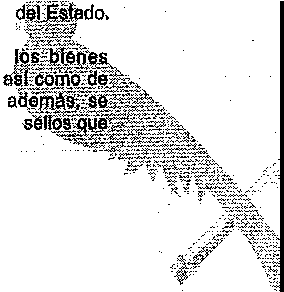 del Estado.
los bienes
así como de
además, se
sellos que